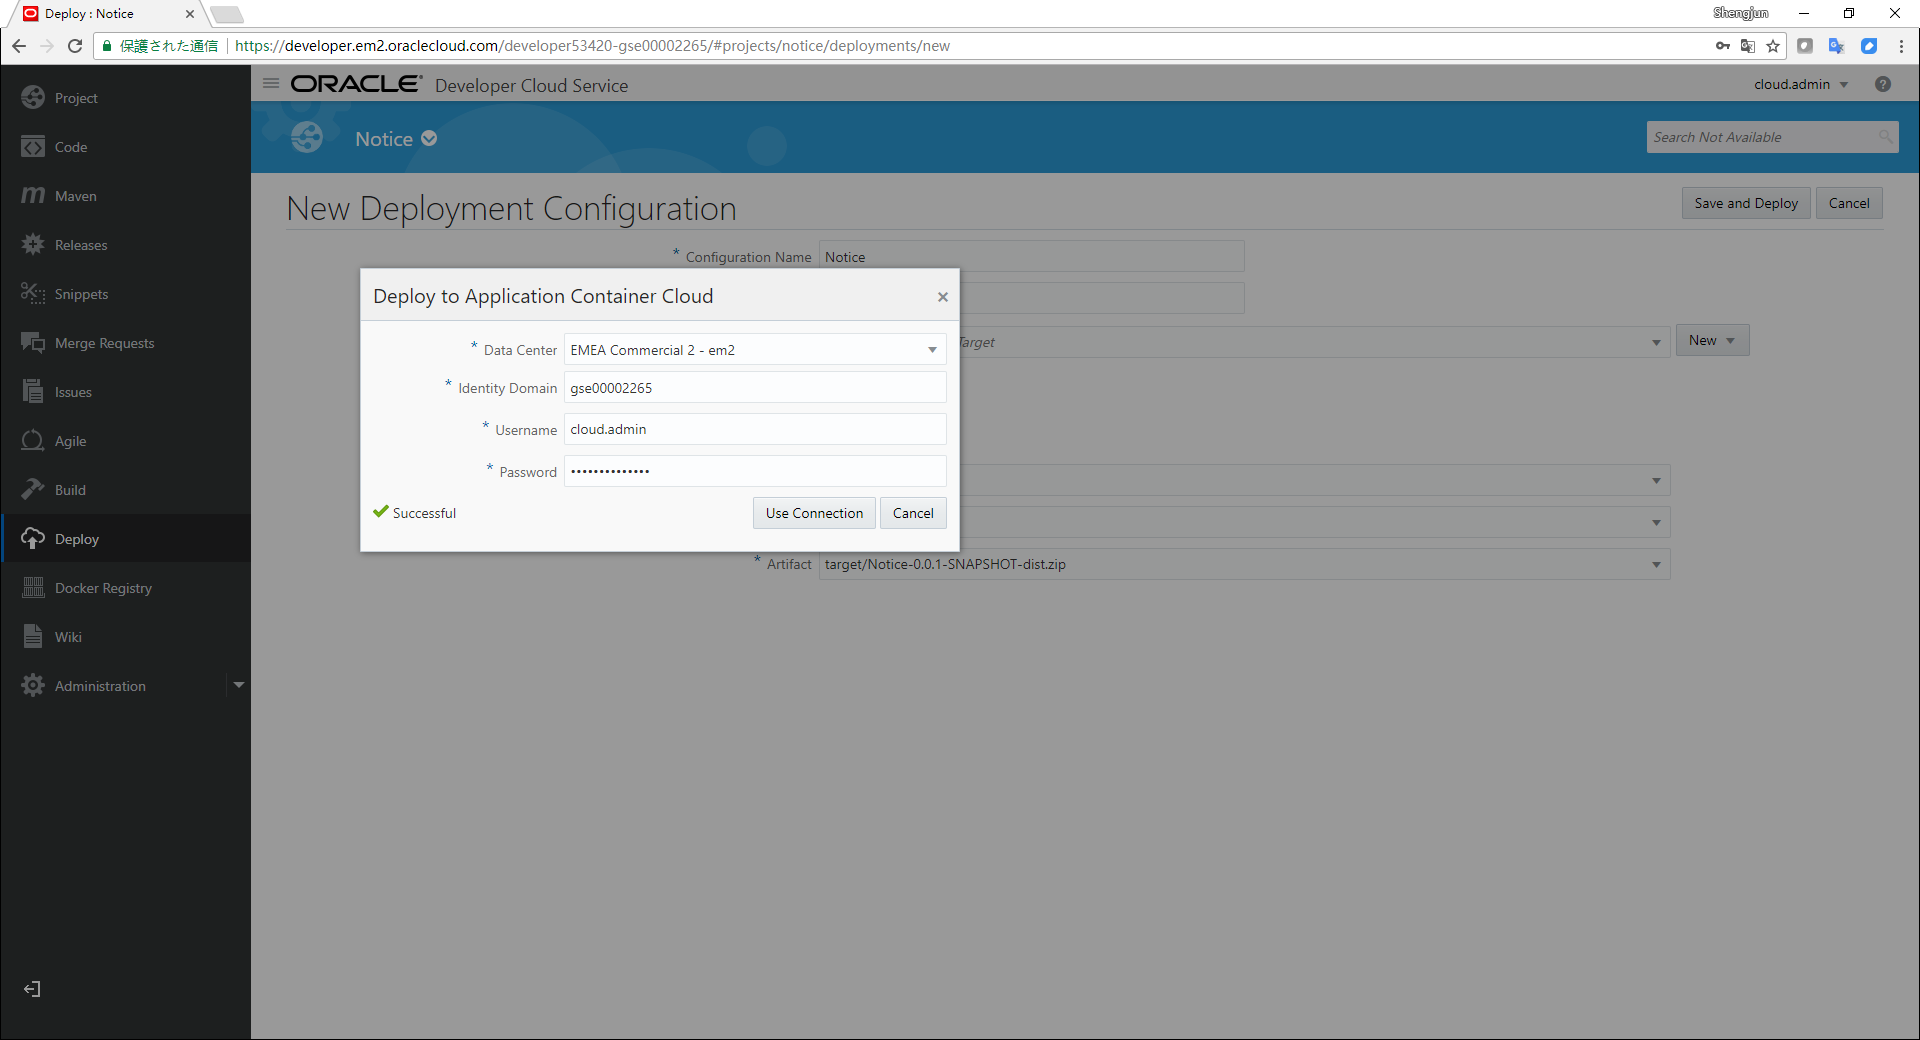 Deploy : Notice
Shengjun
保護された通信
https://developer.em2.oraclecloud.com/developer53420-gse00002265/#projects/notice/deployments/new
Project
Code
Maven
Releases
Snippets
Merge Requests
Issues
Agile
Build
Deploy
Docker Registry
Wiki
Administration
ORACLE Developer Cloud Service
cloud.admin
Notice
Search Not Available
New Deployment Configuration
Save and Deploy
Cancel
* Configuration Name Notice
Target
New
Deploy to Application Container Cloud
* Data Center EMEA Commercial 2 - em2
* Identity Domain gse00002265
* Username cloud.admin
* Password ••••••••••••••
Successful
Use Connection
Cancel
* Artifact target/Notice-0.0.1-SNAPSHOT-dist.zip